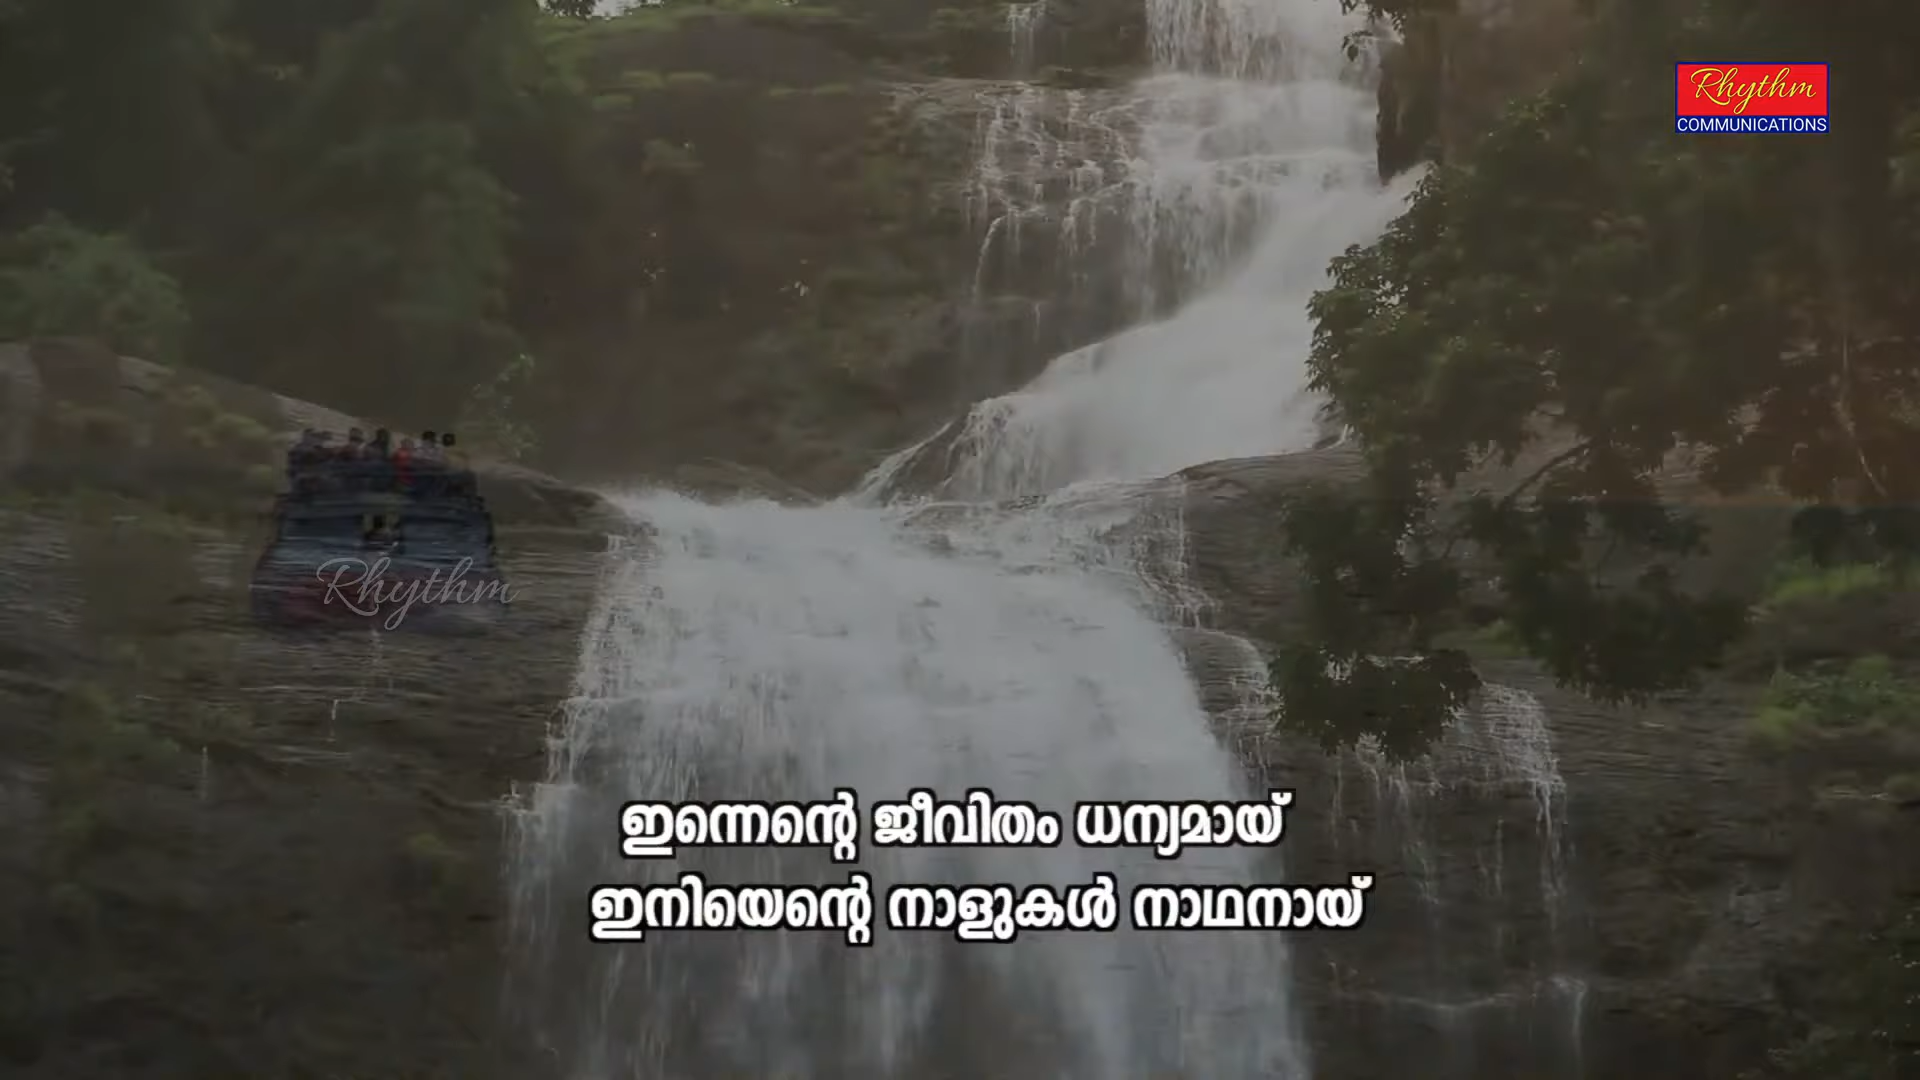 Rhythm
COMMUNICATIONS
Rhythm
ഇന്നെന്റെ ജീവിതം ധന്യമായ്
ഇനിയെന്റെ നാളുകൾ നാഥനായ്